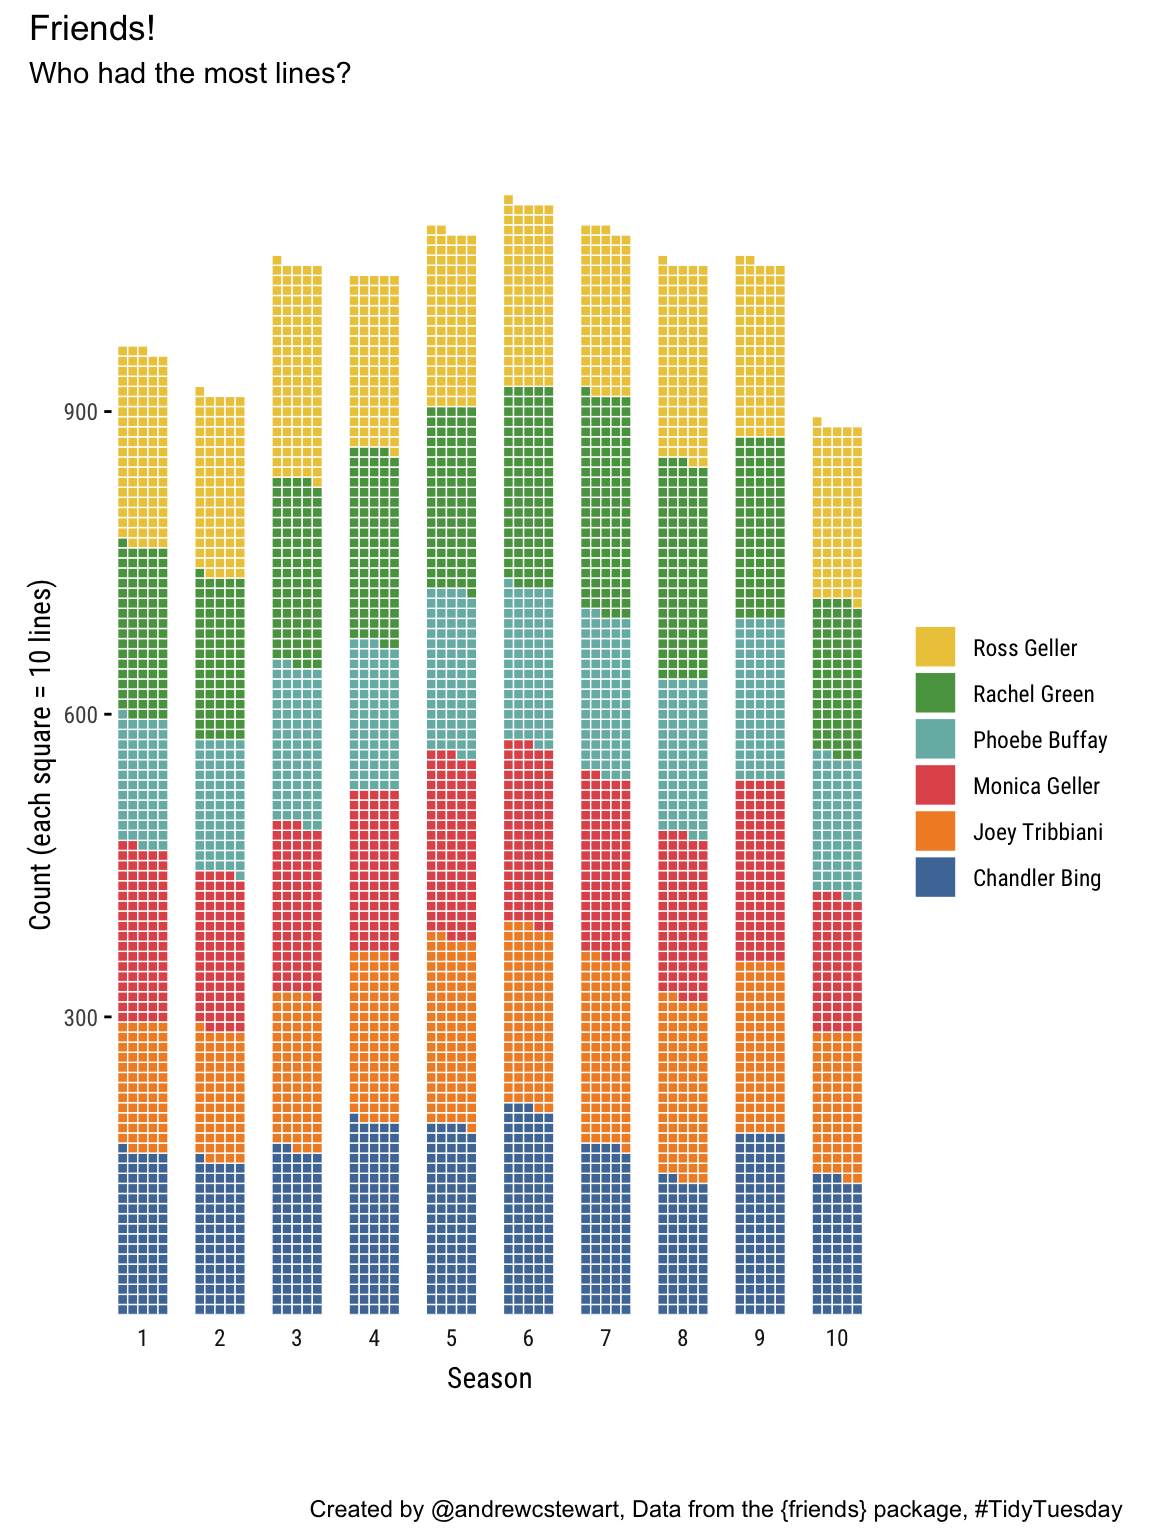 Friends!
Who had the most lines?
Count (each square = 10 lines)
900
600
300
Ross Geller
Rachel Green
Phoebe Buffay
Monica Geller
Joey Tribbiani
Chandler Bing
1 2 3 4 5 6 7 8 9 10
Season
Created by @andrewcstewart, Data from the {friends} package, #TidyTuesday